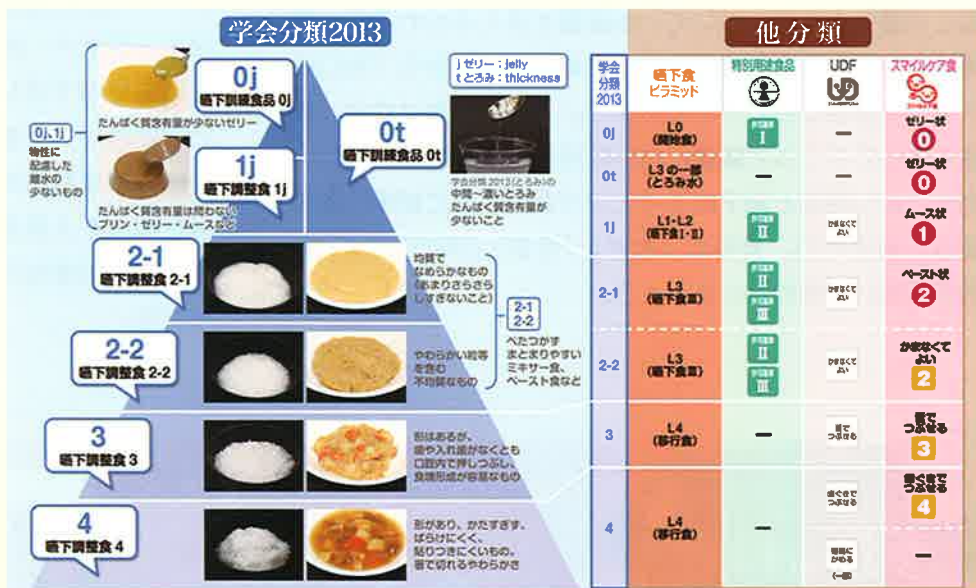 学会分類2013
0j
嚥下訓練食品 0j
たんぱく質含有量が少ないゼリー
0j、1j
物性に
配慮した
離水の
少ないもの
1j
嚥下調整食 1j
たんぱく質含有量は問わない
プリン・ゼリー・ムースなど
j ゼリー:jelly
t とろみ:thickness
0t
嚥下訓練食品 0t
学会分類2013(とろみ)の
中間~濃いとろみ
たんぱく質含有量が
少ないこと
2-1
嚥下調整食 2-1
均質で
なめらかなもの
(あまりさらさら
しすぎないこと)
2-2
嚥下調整食 2-2
やわらかい粒等
を含む
不均質なもの
2-1
2-2
べたつかず
まとまりやすい
ミキサー食、
ペースト食など
3
嚥下調整食 3
形はあるが、
歯や入れ歯がなくとも
口腔内で押しつぶし、
食塊形成が容易なもの
4
嚥下調整食 4
形があり、かたすぎず、
ばらけにくく、
貼りつきにくいもの。
箸で切れるやわらかさ
他分類
学会
分類
2013
嚥下食
ピラミッド
特別用途食品
UDF
スマイルケア食
0j
L0
(開始食)
I
ー
ゼリー状
0
0t
L3の一部
(とろみ水)
ー
ー
ゼリー状
0
1j
L1・L2
(嚥下食I・II)
II
かまなくて
よい
ムース状
1
2-1
L3
(嚥下食III)
II
III
かまなくて
よい
ペースト状
2
2-2
L3
(嚥下食III)
II
III
かまなくて
よい
かまなくて
よい
2
3
L4
(移行食)
ー
舌で
つぶせる
舌で
つぶせる
3
4
L4
(移行食)
ー
歯ぐきで
つぶせる
歯ぐきで
つぶせる
4
容易に
かめる
(一部)
ー